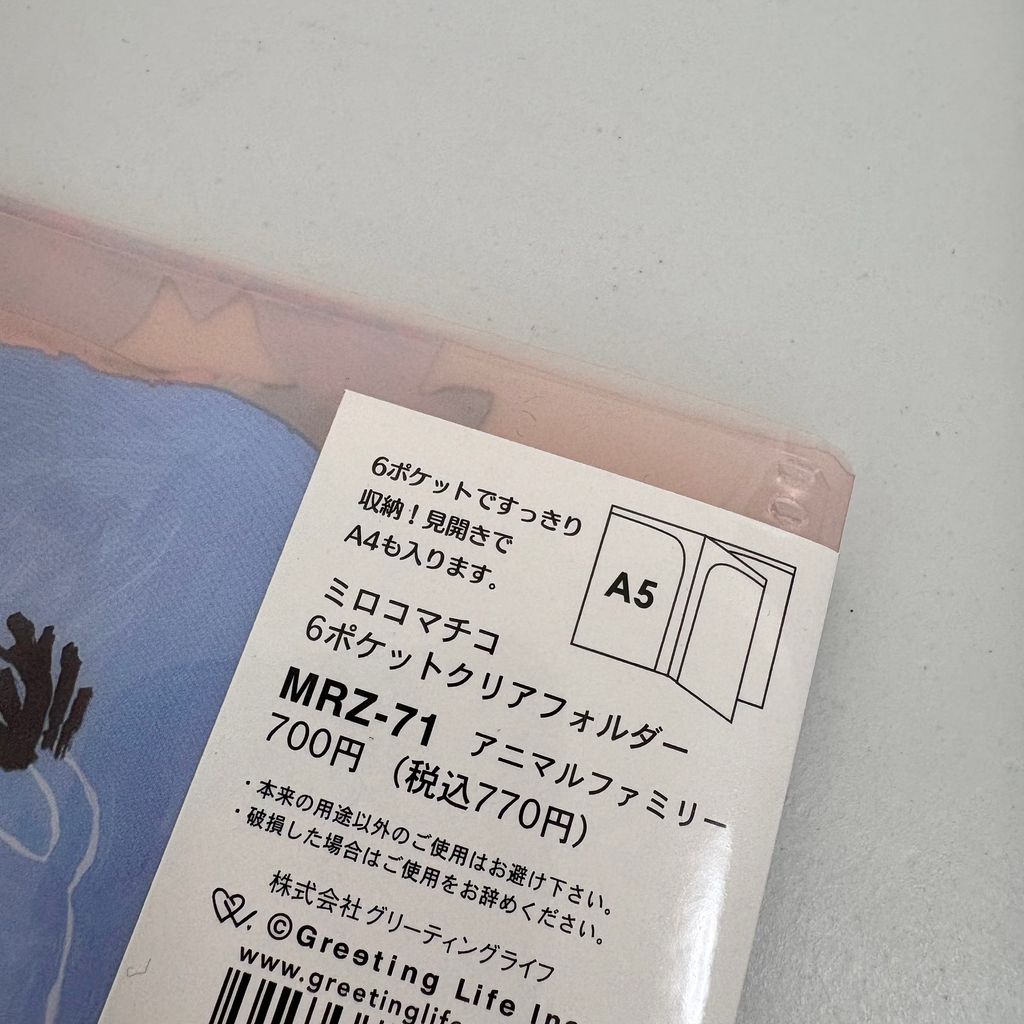 6ポケットですっきり
収納！見開きで
A4も入ります。
A5
ミロコマチコ
6ポケットクリアフォルダー
MRZ-71 アニマルファミリー
700円 （税込770円）
・本来の用途以外のご使用はお避け下さい。
・破損した場合はご使用をお辞めください。
株式会社グリーティングライフ
©Greeting Life Inc
www.greetinglife